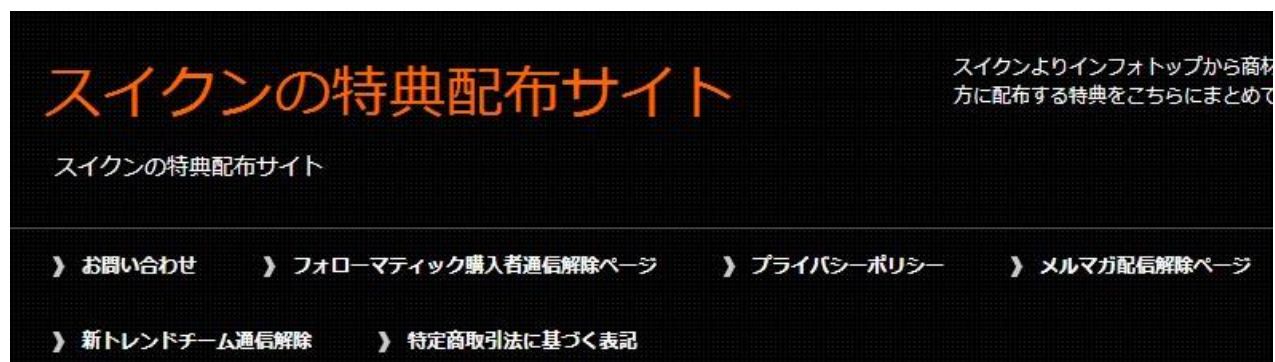 スイクンの特典配布サイト
スイクンよりインフォトップから商材
方に配布する特典をこちらにまとめて
スイクンの特典配布サイト
》 お問い合わせ 》 フォローマティック購入者通信解除ページ 》 プライバシーポリシー 》 メルマガ配信解除ページ
》 新トレンドチーム通信解除 》 特定商取引法に基づく表記